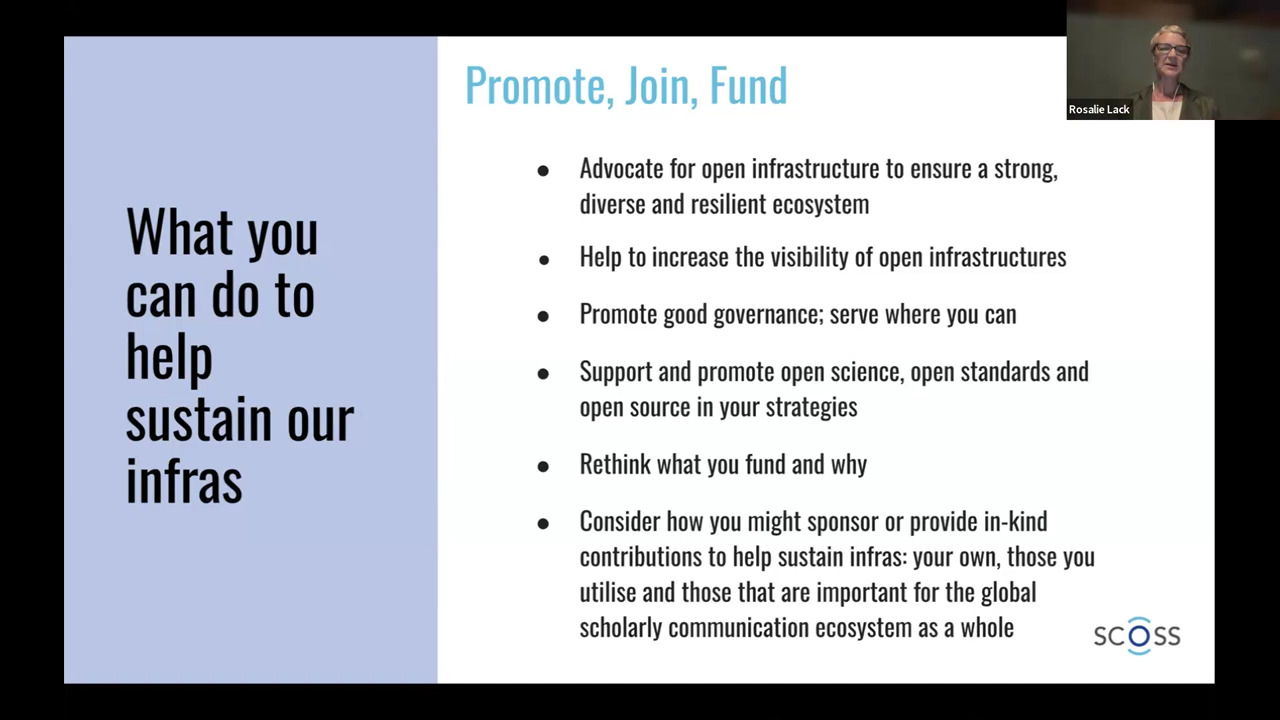 Promote, Join, Fund
Rosalie Lack
What you
can do to
help
sustain our
infras
● Advocate for open infrastructure to ensure a strong,
diverse and resilient ecosystem
● Help to increase the visibility of open infrastructures
● Promote good governance; serve where you can
● Support and promote open science, open standards and
open source in your strategies
● Rethink what you fund and why
● Consider how you might sponsor or provide in-kind
contributions to help sustain infras: your own, those you
utilise and those that are important for the global
scholarly communication ecosystem as a whole
SCOSS